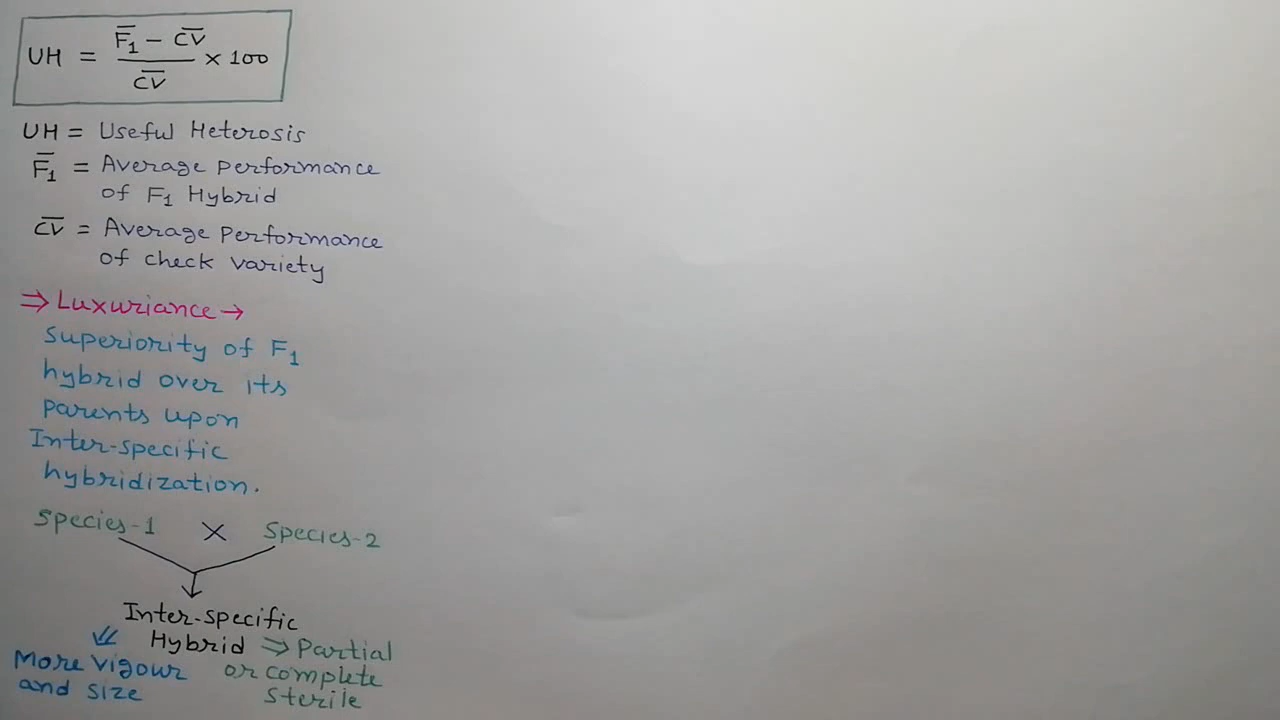 UH = F̅₁ - C̅V̅ / C̅V̅ × 100
UH = Useful Heterosis
F̅₁ = Average performance
of F₁ Hybrid
C̅V̅ = Average performance
of check variety
⇒ Luxuriance →
Superiority of F₁
hybrid over its
parents upon
Inter-specific
hybridization.
Species-1 × Species-2
Inter-specific
Hybrid ⇒ Partial
or complete
sterile
More vigour
and size